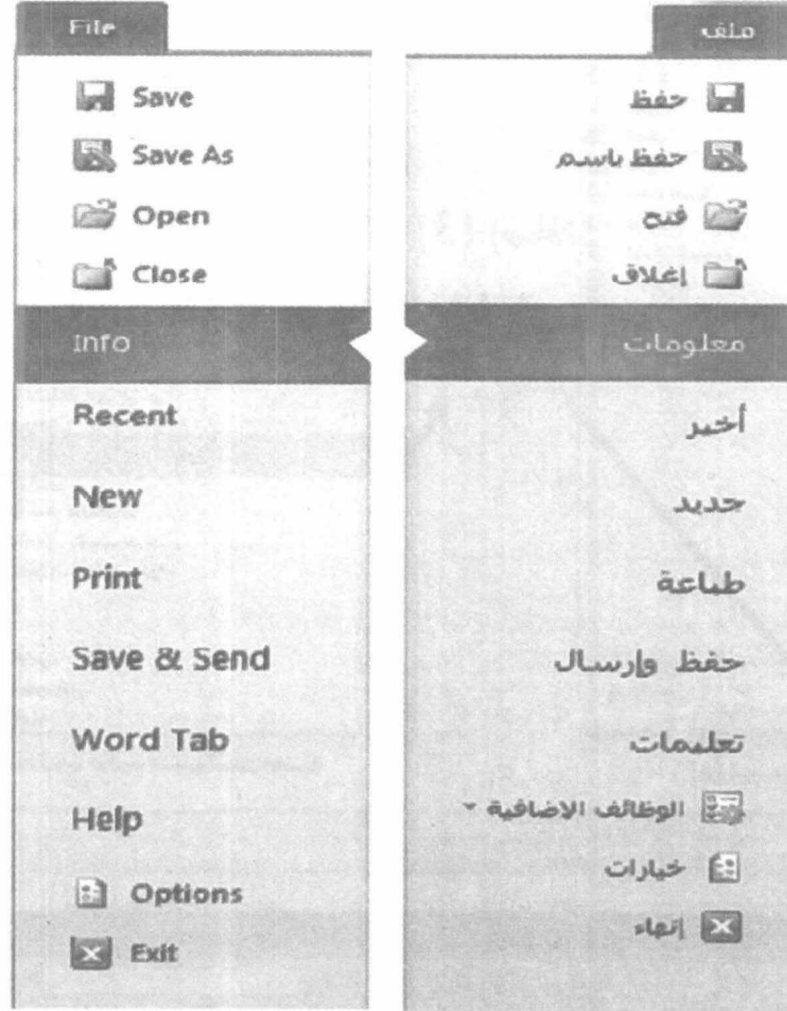 File
Save
Save As
Open
Close
Info
Recent
New
Print
Save & Send
Word Tab
Help
Options
Exit
ملف
حفظ
حفظ باسم
فتح
إغلاق
معلومات
أخير
جديد
طباعة
حفظ وإرسال
تعليمات
الوظائف الاضافية
خيارات
إنهاء